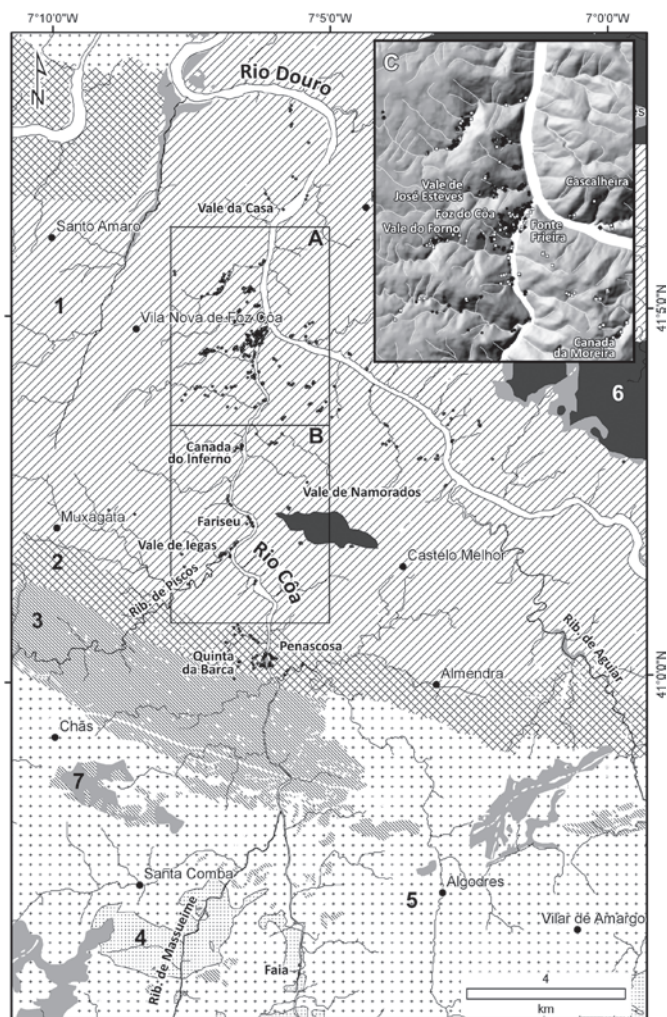 7°10'0"W
7°5'0"W
7°0'0"W
N
Rio Douro
C
Vale de
José Esteves
Cascalheira
Foz do Côa
Vale do Forno
Fonte
Frieira
Canada
da Moreira
Vale da Casa
Santo Amaro
A
1
Vila Nova de Foz Côa
41°5'0"N
6
B
Canada
do Inferno
Vale de Namorados
Muxagata
Fariseu
2
Vale de Iegas
Castelo Melhor
Rio Côa
Rib. de Piscos
3
Penascosa
Quinta
da Barca
Rib. de Aguiar
41°0'0"N
Almendra
Chãs
7
Santa Comba
5
Algodres
4
Vilar de Amargo
Rib. de Massueime
Faia
4
km